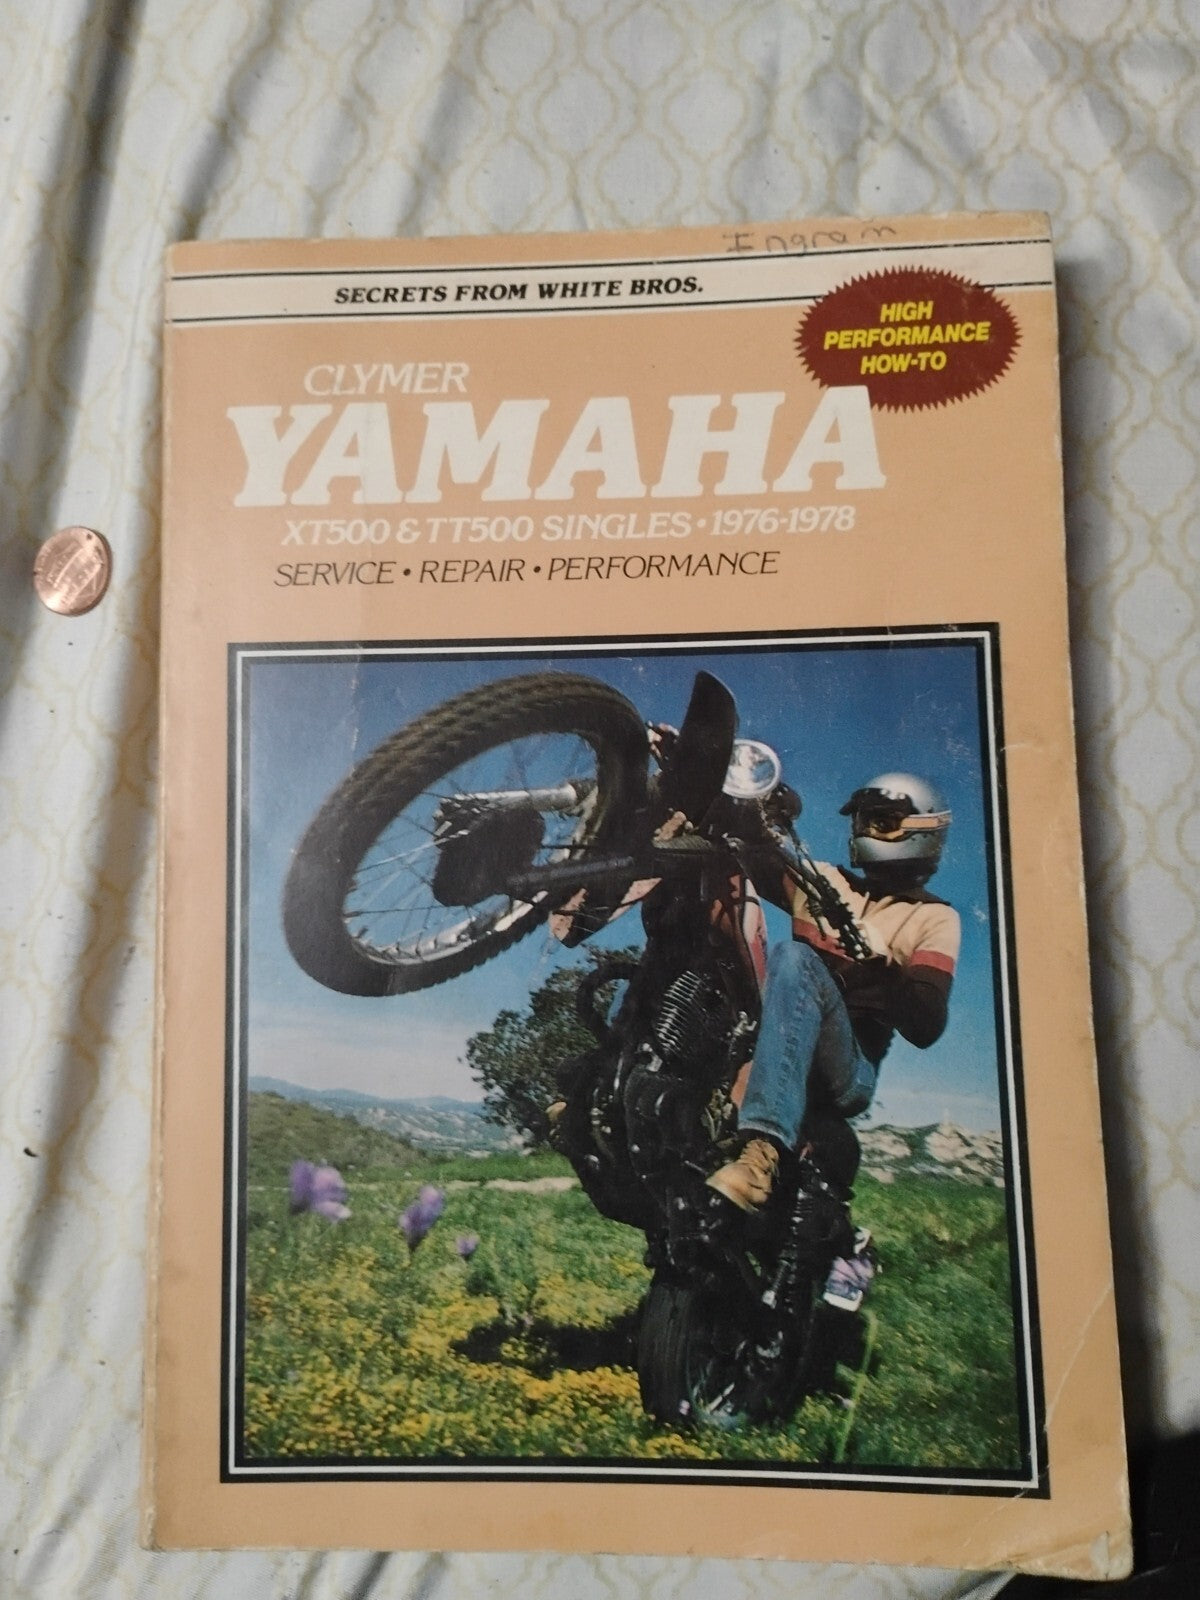 Ingram
SECRETS FROM WHITE BROS.
HIGH
PERFORMANCE
HOW-TO
CLYMER
YAMAHA
XT500 & TT500 SINGLES • 1976-1978
SERVICE • REPAIR • PERFORMANCE